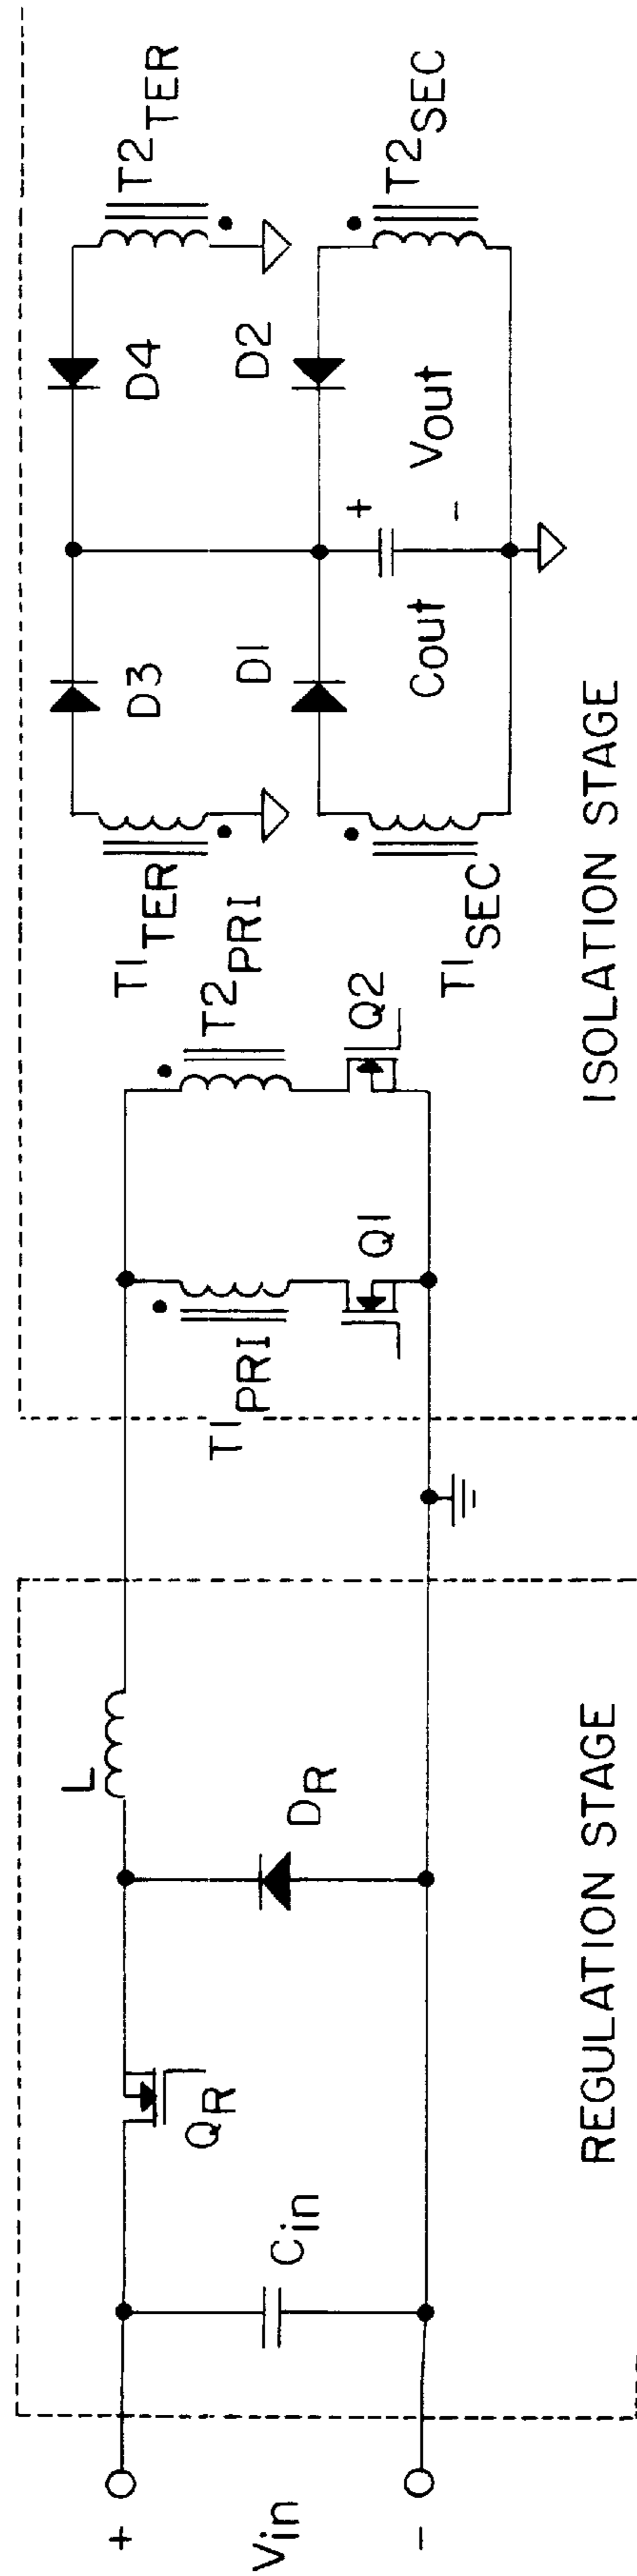 +
Vin
-
Cin
QR
DR
L
REGULATION STAGE
T1PRI
Q1
T2PRI
Q2
T1TER
T1SEC
D3
D1
Cout
+
-
Vout
D4
D2
T2TER
T2SEC
ISOLATION STAGE